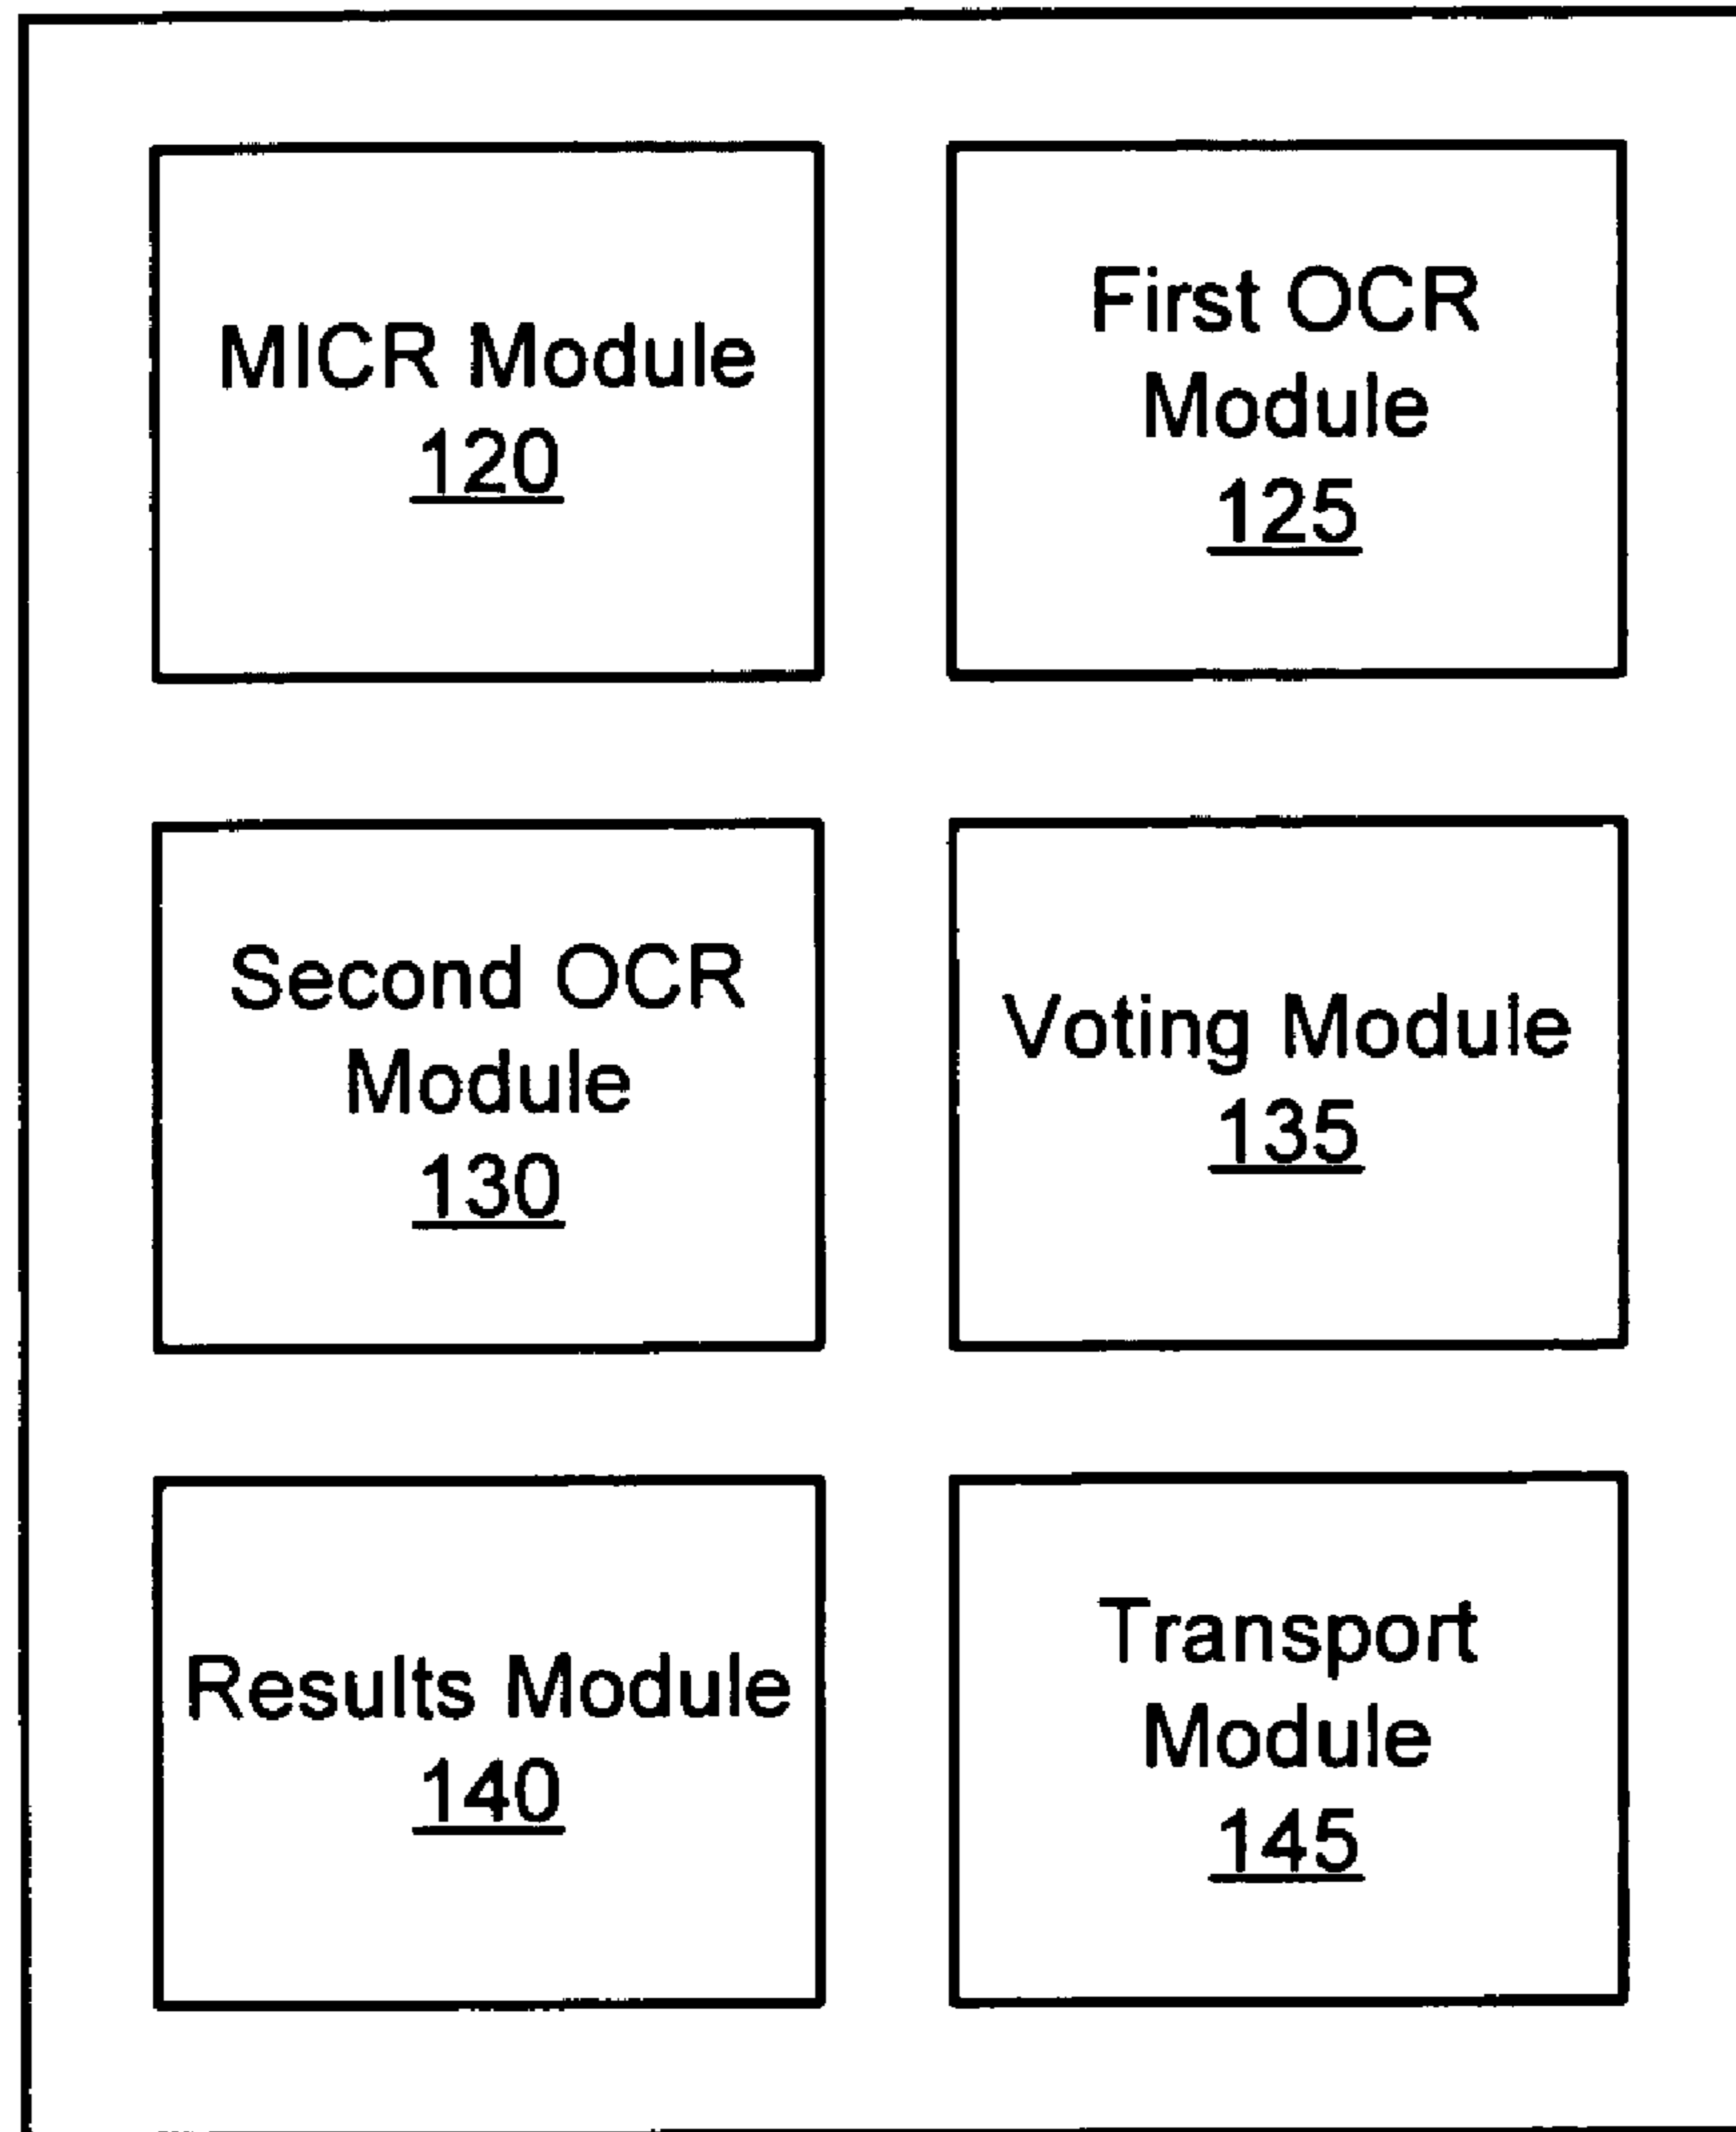 MICR Module
120
First OCR
Module
125
Second OCR
Module
130
Voting Module
135
Results Module
140
Transport
Module
145